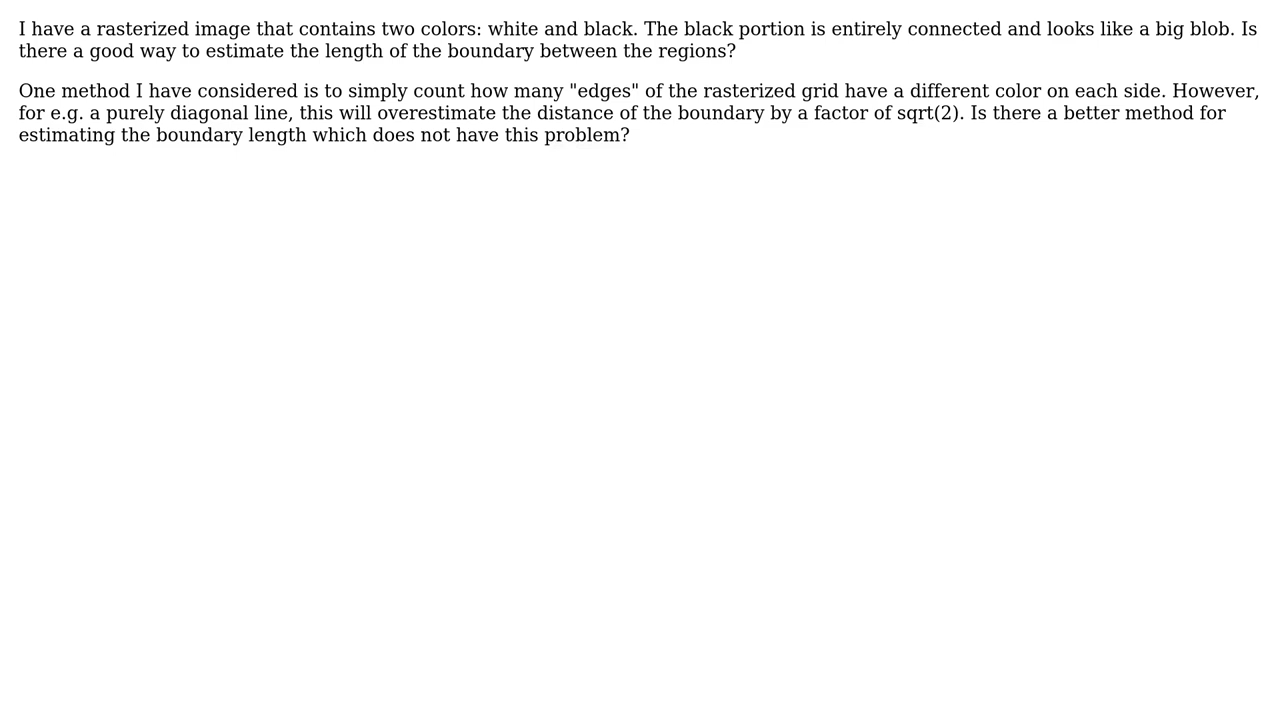 I have a rasterized image that contains two colors: white and black. The black portion is entirely connected and looks like a big blob. Is
there a good way to estimate the length of the boundary between the regions?
One method I have considered is to simply count how many "edges" of the rasterized grid have a different color on each side. However,
for e.g. a purely diagonal line, this will overestimate the distance of the boundary by a factor of sqrt(2). Is there a better method for
estimating the boundary length which does not have this problem?